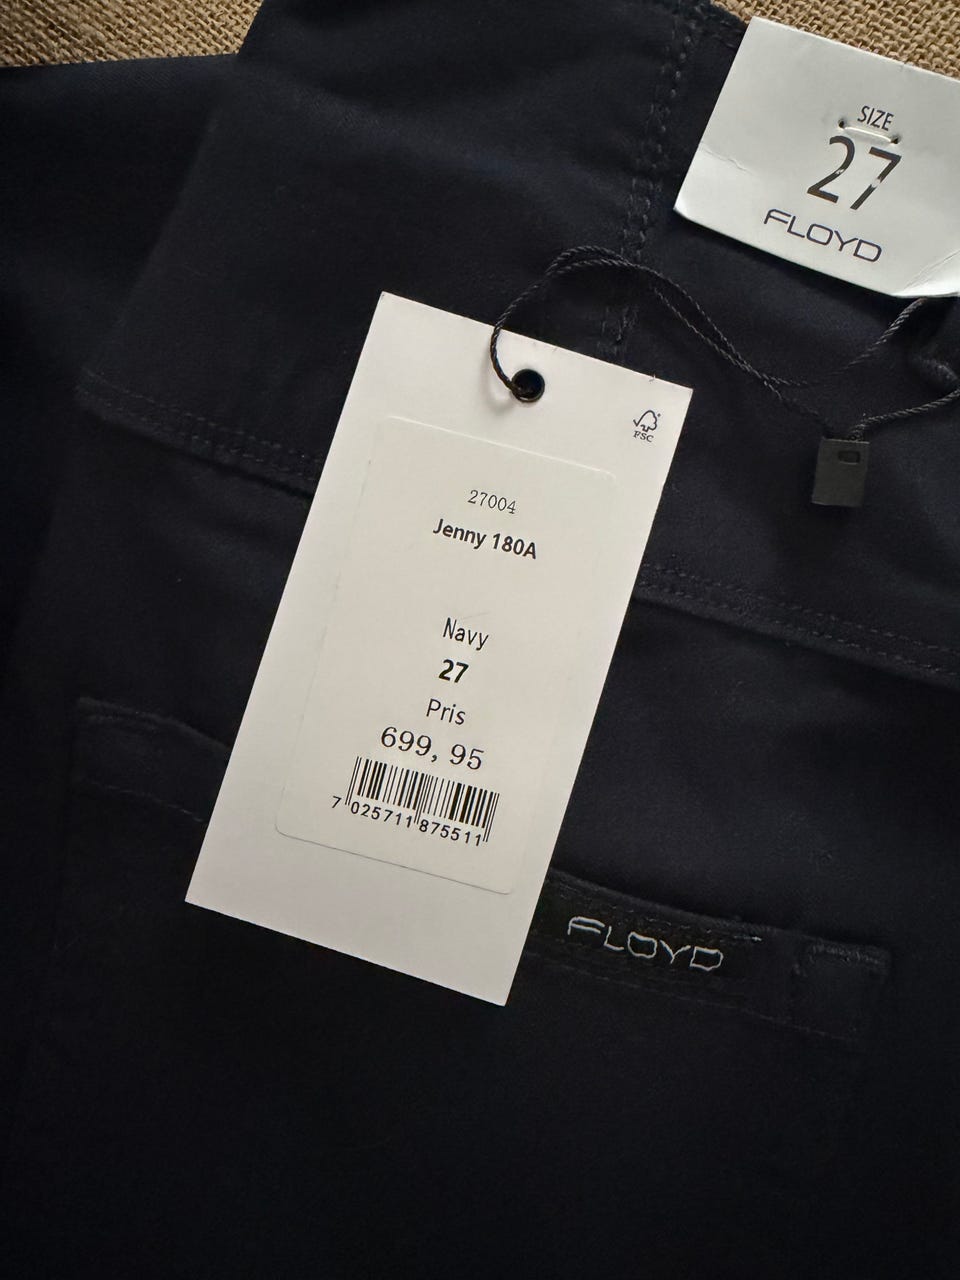 SIZE
27
FLOYD
FSC
27004
Jenny 180A
Navy
27
Pris
699, 95
7 025711 875511
FLOYD